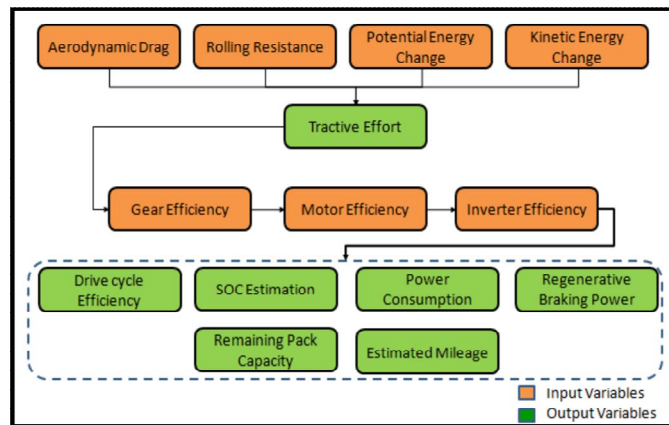 Aerodynamic Drag
Rolling Resistance
Potential Energy
Change
Kinetic Energy
Change
Tractive Effort
Gear Efficiency
Motor Efficiency
Inverter Efficiency
Drive cycle
Efficiency
SOC Estimation
Power
Consumption
Regenerative
Braking Power
Remaining Pack
Capacity
Estimated Mileage
Input Variables
Output Variables